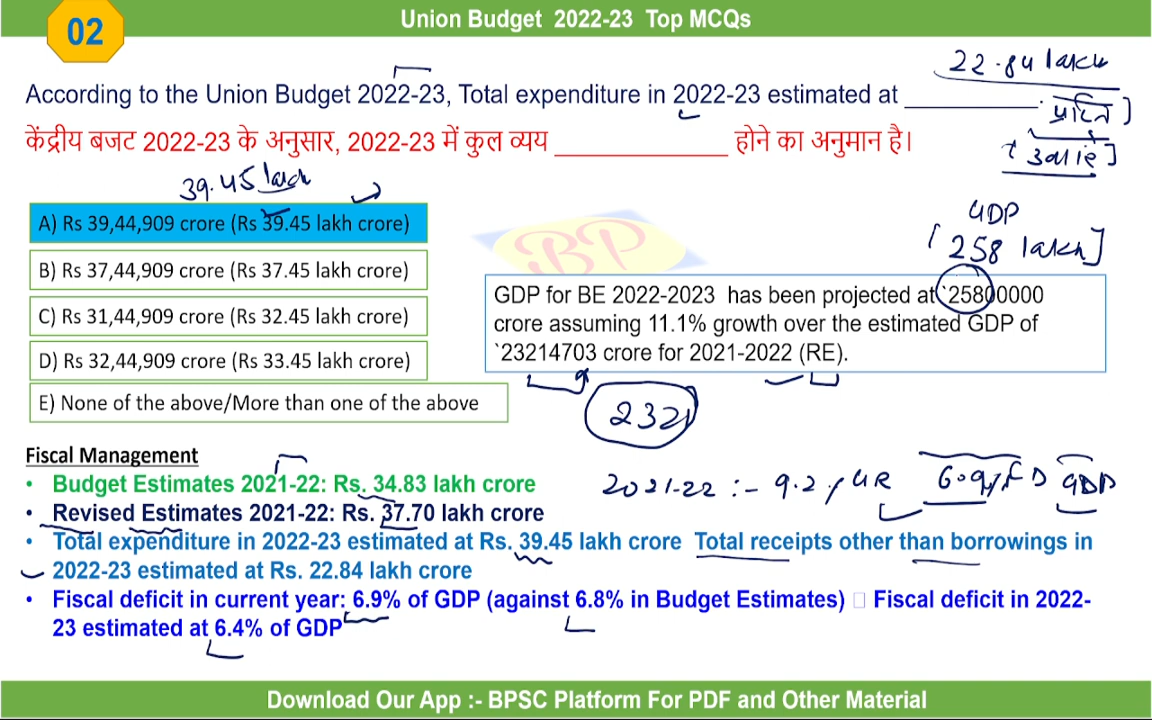 Union Budget 2022-23 Top MCQs
02
22.84 lakh
According to the Union Budget 2022-23, Total expenditure in 2022-23 estimated at ____________.
केंद्रीय बजट 2022-23 के अनुसार, 2022-23 में कुल व्यय ____________ होने का अनुमान है।
39.45 lakh
A) Rs 39,44,909 crore (Rs 39.45 lakh crore)
B) Rs 37,44,909 crore (Rs 37.45 lakh crore)
C) Rs 31,44,909 crore (Rs 32.45 lakh crore)
D) Rs 32,44,909 crore (Rs 33.45 lakh crore)
E) None of the above/More than one of the above
GDP
[258 lakh]
BP
GDP for BE 2022-2023 has been projected at `25800000
crore assuming 11.1% growth over the estimated GDP of
`23214703 crore for 2021-2022 (RE).
232
Fiscal Management
• Budget Estimates 2021-22: Rs. 34.83 lakh crore
2021-22 :- 9.2% GR 6.9% FD GDP
• Revised Estimates 2021-22: Rs. 37.70 lakh crore
• Total expenditure in 2022-23 estimated at Rs. 39.45 lakh crore Total receipts other than borrowings in
2022-23 estimated at Rs. 22.84 lakh crore
• Fiscal deficit in current year: 6.9% of GDP (against 6.8% in Budget Estimates) □ Fiscal deficit in 2022-
23 estimated at 6.4% of GDP
Download Our App :- BPSC Platform For PDF and Other Material